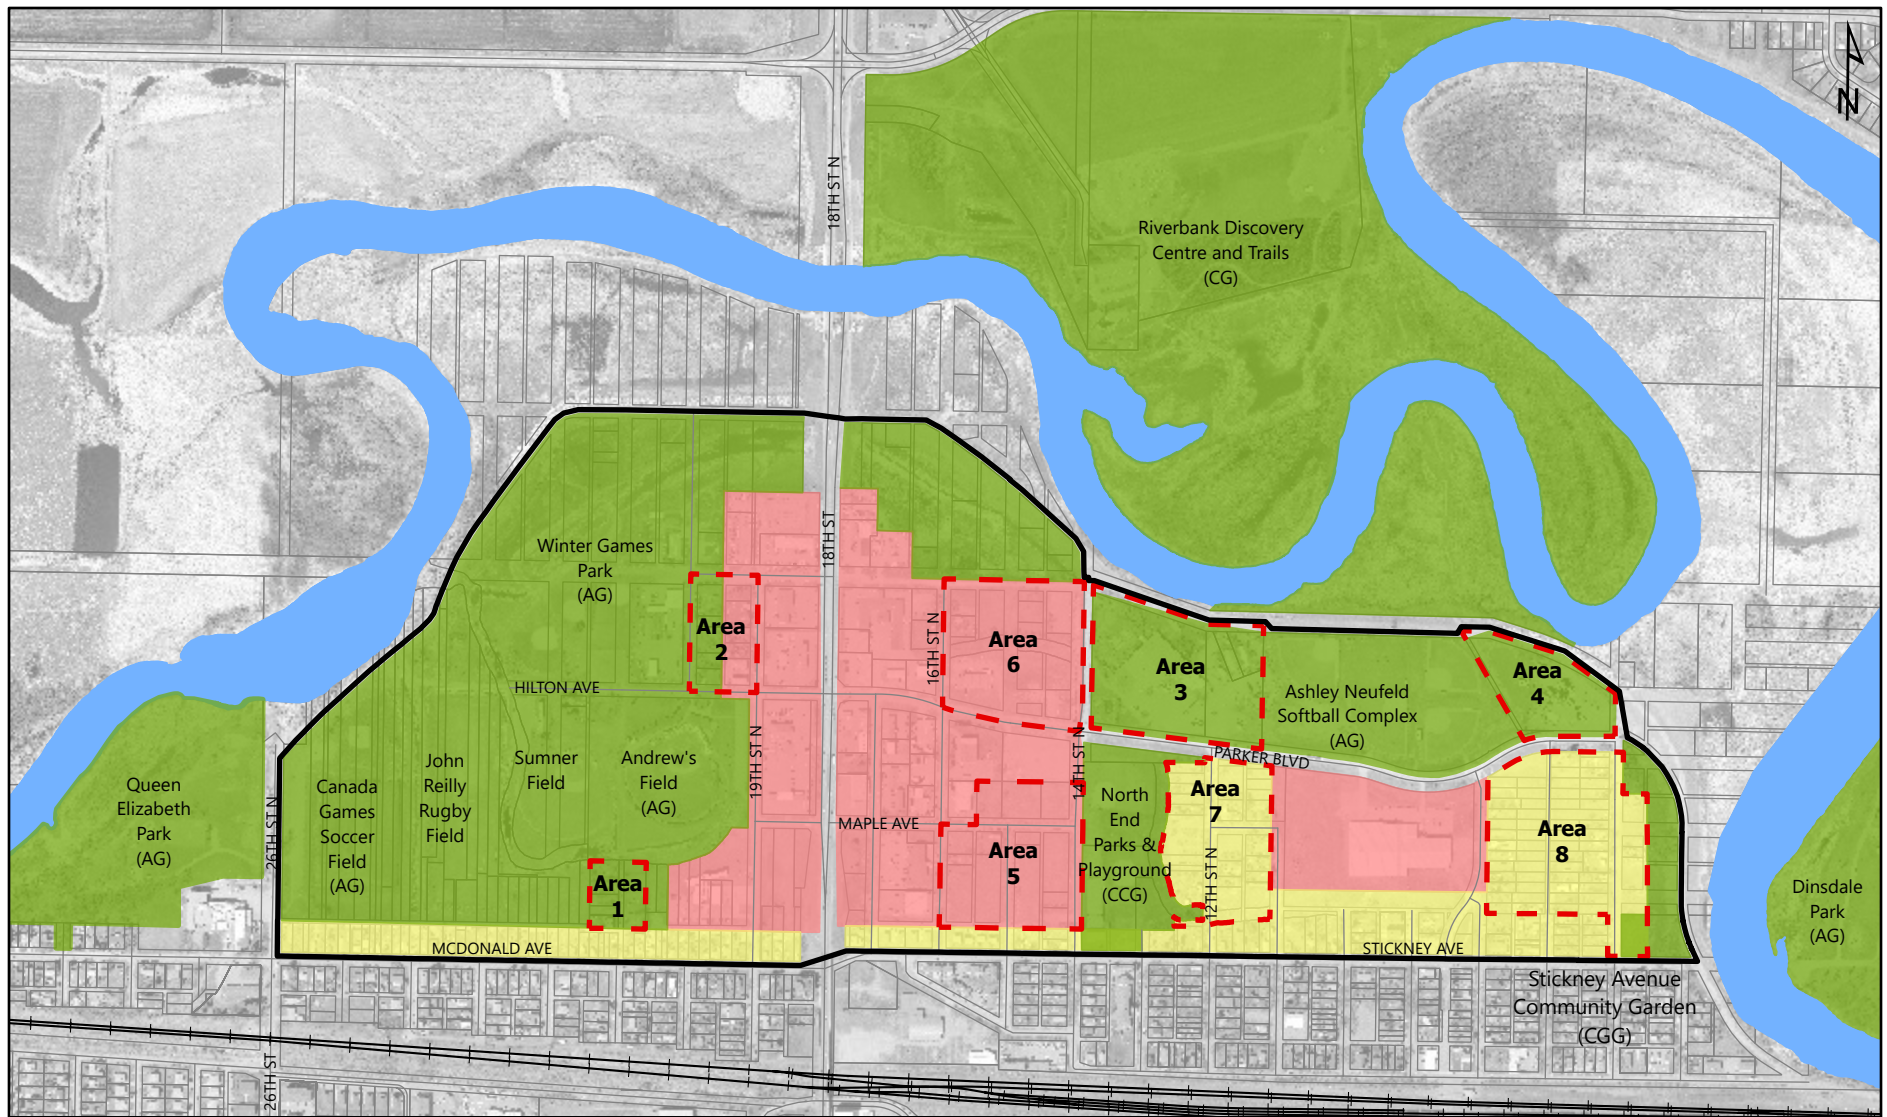 N
18TH ST N
Riverbank Discovery
Centre and Trails
(CG)
18TH ST
Winter Games
Park
(AG)
Area
2
16TH ST N
Area
6
Area
3
Area
4
HILTON AVE
Ashley Neufeld
Softball Complex
(AG)
PARKER BLVD
14TH ST N
19TH ST N
John
Reilly
Rugby
Field
Sumner
Field
Andrew's
Field
(AG)
Canada
Games
Soccer
Field
(AG)
Queen
Elizabeth
Park
(AG)
26TH ST N
MAPLE AVE
North
End
Parks &
Playground
(CCG)
Area
7
12TH ST N
Area
8
Area
5
Area
1
Dinsdale
Park
(AG)
MCDONALD AVE
STICKNEY AVE
Stickney Avenue
Community Garden
(CGG)
26TH ST